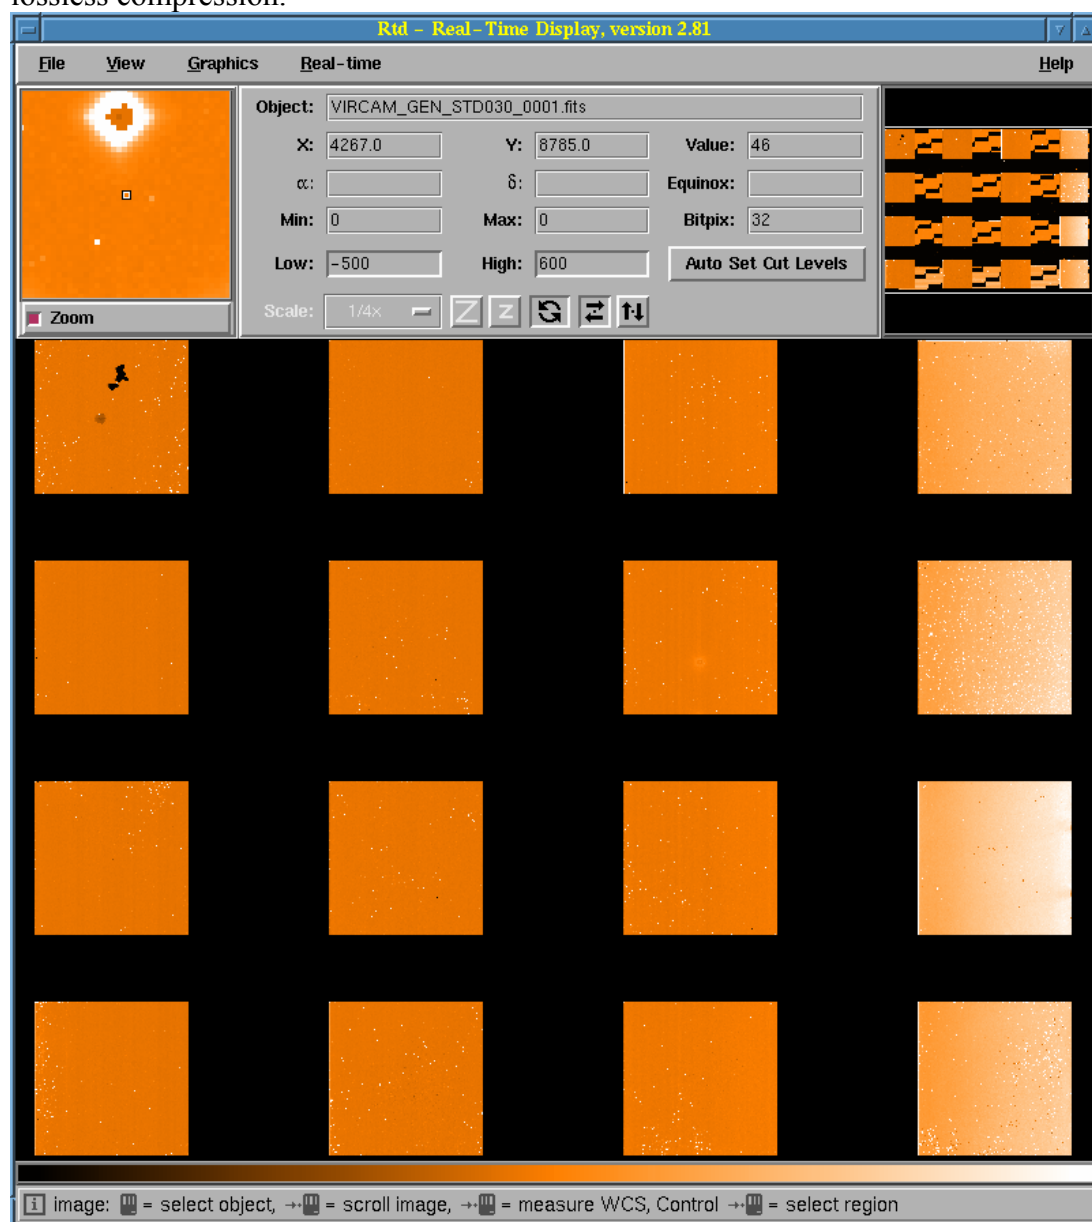 lossless compression.
Rtd - Real-Time Display, version 2.81
File View Graphics Real-time Help
Object: VIRCAM_GEN_STD030_0001.fits
X: 4267.0 Y: 8785.0 Value: 46
α: δ: Equinox:
Min: 0 Max: 0 Bitpix: 32
Low: -500 High: 600 Auto Set Cut Levels
Scale: 1/4x Z z
Zoom
i image: = select object, = scroll image, = measure WCS, Control = select region